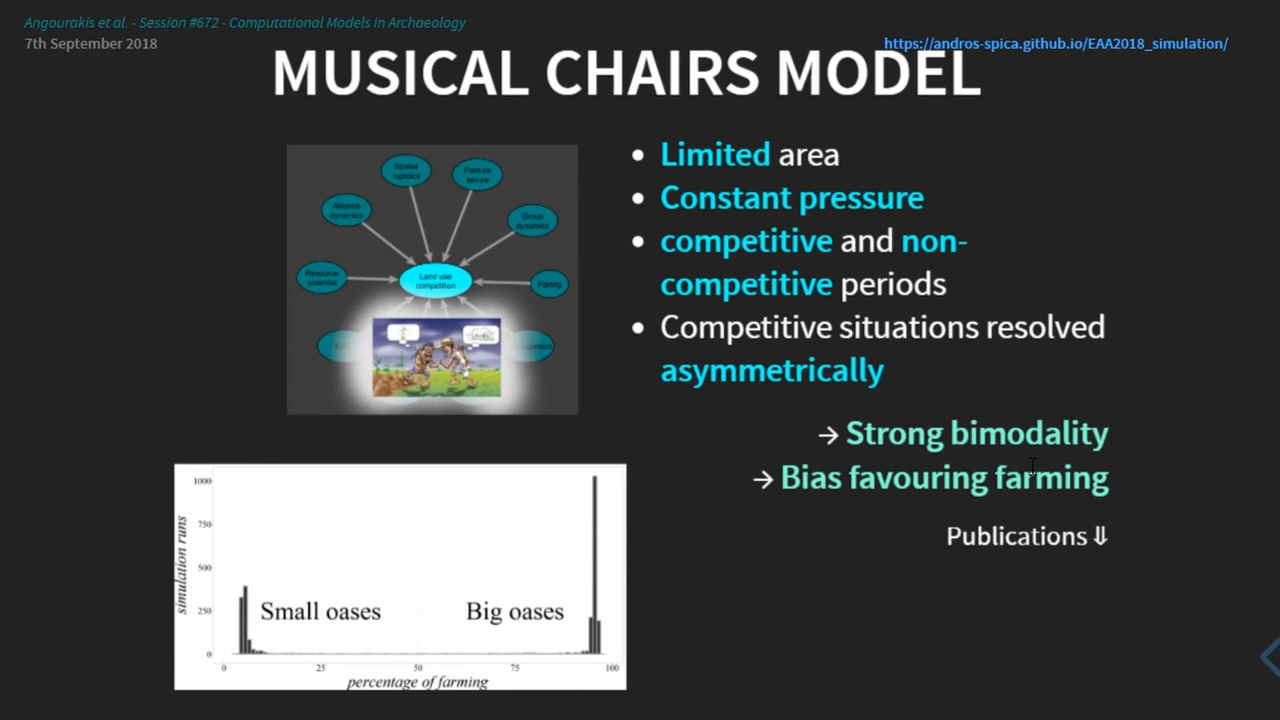 Angourakis et al. - Session #672 - Computational Models in Archaeology
7th September 2018
https://andros-spica.github.io/EAA2018_simulation/
MUSICAL CHAIRS MODEL
Spatial
logistics
Pasture
tenure
Alliance
dynamics
Group
dynamics
Resource
potential
Land use
competition
Pairing
• Limited area
• Constant pressure
• competitive and non-
competitive periods
• Competitive situations resolved
asymmetrically
→ Strong bimodality
→ Bias favouring farming
Publications ⇓
simulation runs
1000
750
500
250
0
Small oases
Big oases
0 25 50 75 100
percentage of farming